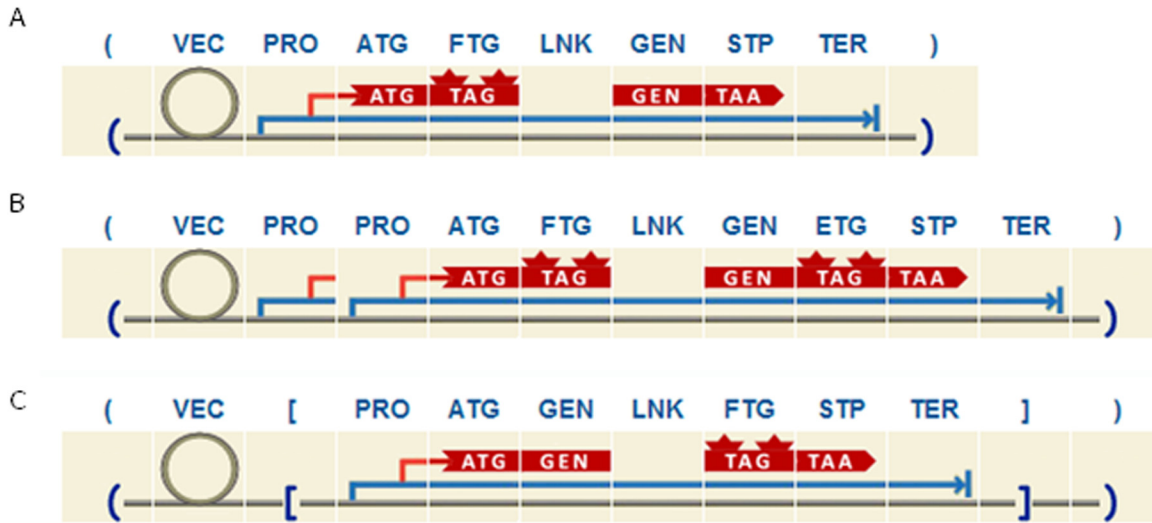 A
( VEC PRO ATG FTG LNK GEN STP TER )
ATG TAG GEN TAA
( )
B
( VEC PRO PRO ATG FTG LNK GEN ETG STP TER )
ATG TAG GEN TAG TAA
( )
C
( VEC [ PRO ATG GEN LNK FTG STP TER ] )
ATG GEN TAG TAA
( [ ] )